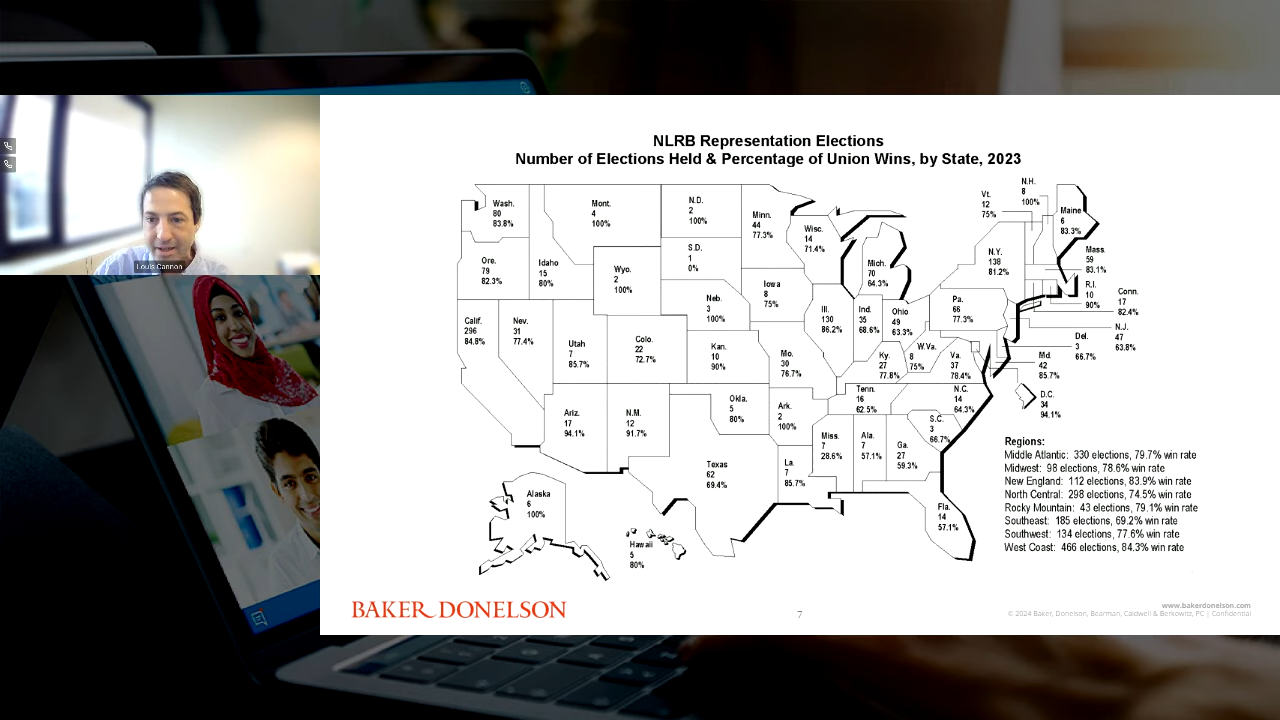 NLRB Representation Elections
Number of Elections Held & Percentage of Union Wins, by State, 2023
Wash.
80
83.8%
Mont.
4
100%
N.D.
2
100%
Minn.
44
77.3%
Wisc.
14
71.4%
Vt.
12
75%
N.H.
8
100%
Maine
6
83.3%
Ore.
79
82.3%
Idaho
15
80%
Wyo.
2
100%
S.D.
1
0%
Iowa
8
75%
Mich.
70
64.3%
N.Y.
138
81.2%
Mass.
59
83.1%
R.I.
10
90%
Conn.
17
82.4%
Calif.
296
84.8%
Nev.
31
77.4%
Utah
7
85.7%
Colo.
22
72.7%
Neb.
3
100%
Kan.
10
90%
Mo.
30
76.7%
Ill.
130
86.2%
Ind.
35
68.6%
Ohio
49
63.3%
Pa.
66
77.3%
N.J.
47
63.8%
Del.
3
66.7%
Md.
42
85.7%
D.C.
34
94.1%
Ky.
27
77.8%
W.Va.
8
75%
Va.
37
78.4%
Ariz.
17
94.1%
N.M.
12
91.7%
Okla.
5
80%
Ark.
2
100%
Tenn.
16
62.5%
N.C.
14
64.3%
S.C.
3
66.7%
Texas
62
69.4%
La.
7
85.7%
Miss.
7
28.6%
Ala.
7
57.1%
Ga.
27
59.3%
Fla.
14
57.1%
Alaska
6
100%
Hawaii
5
80%
Regions:
Middle Atlantic: 330 elections, 79.7% win rate
Midwest: 98 elections, 78.6% win rate
New England: 112 elections, 83.9% win rate
North Central: 298 elections, 74.5% win rate
Rocky Mountain: 43 elections, 79.1% win rate
Southeast: 185 elections, 69.2% win rate
Southwest: 134 elections, 77.6% win rate
West Coast: 466 elections, 84.3% win rate
Louis Cannon
BAKER DONELSON
7
www.bakerdonelson.com
© 2024 Baker, Donelson, Bearman, Caldwell & Berkowitz, PC | Confidential